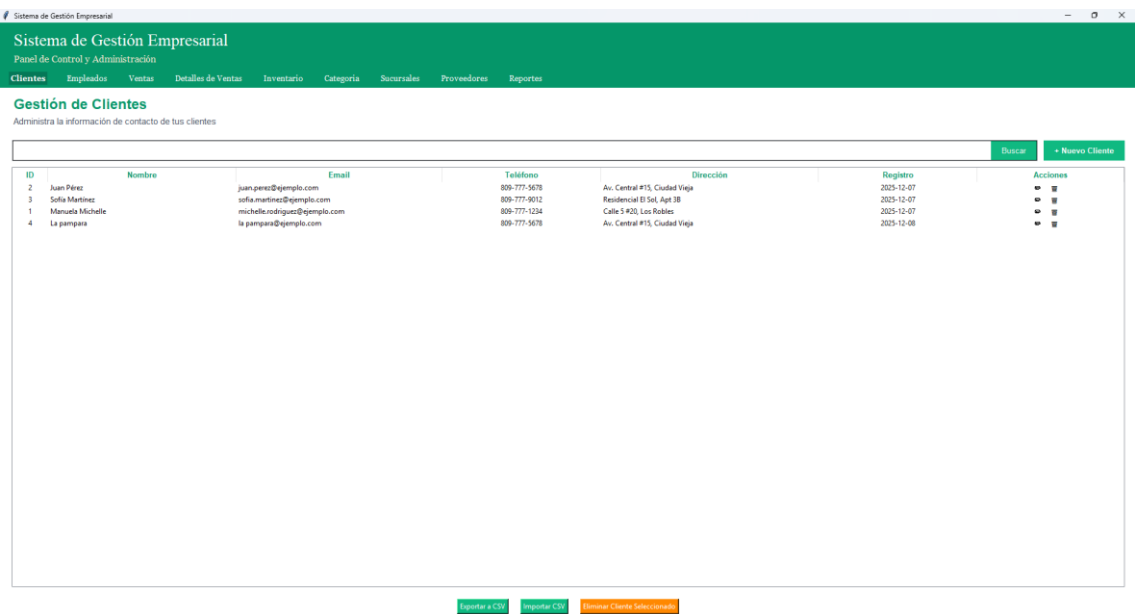 Sistema de Gestión Empresarial
Sistema de Gestión Empresarial
Panel de Control y Administración
Clientes Empleados Ventas Detalles de Ventas Inventario Categoria Sucursales Proveedores Reportes
Gestión de Clientes
Administra la información de contacto de tus clientes
Buscar + Nuevo Cliente
ID Nombre Email Teléfono Dirección Registro Acciones
2 Juan Pérez juan.perez@ejemplo.com 809-777-5678 Av. Central #15, Ciudad Vieja 2025-12-07
3 Sofía Martínez sofia.martinez@ejemplo.com 809-777-9012 Residencial El Sol, Apt 3B 2025-12-07
1 Manuela Michelle michelle.rodriguez@ejemplo.com 809-777-1234 Calle 5 #20, Los Robles 2025-12-07
4 La pampara la pampara@ejemplo.com 809-777-5678 Av. Central #15, Ciudad Vieja 2025-12-08
Exportar a CSV Importar CSV Eliminar Cliente Seleccionado